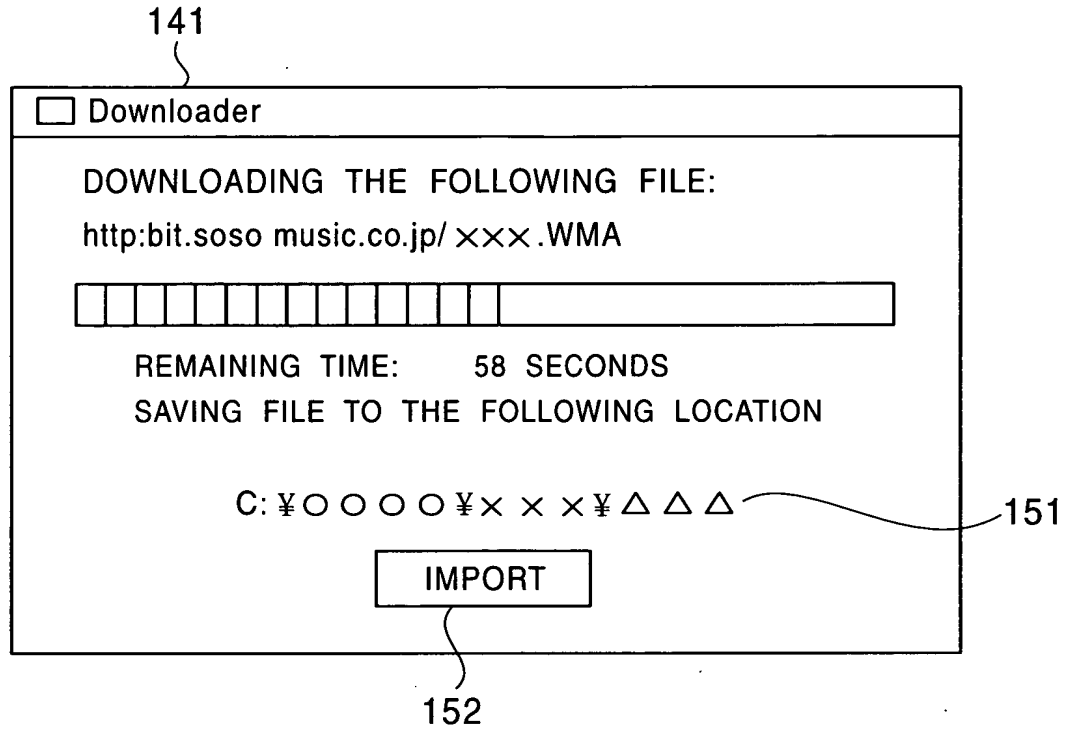 141
Downloader
DOWNLOADING THE FOLLOWING FILE:
http:bit.soso music.co.jp/ ×××.WMA
REMAINING TIME: 58 SECONDS
SAVING FILE TO THE FOLLOWING LOCATION
C:¥○○○○¥×××¥△△△
151
IMPORT
152